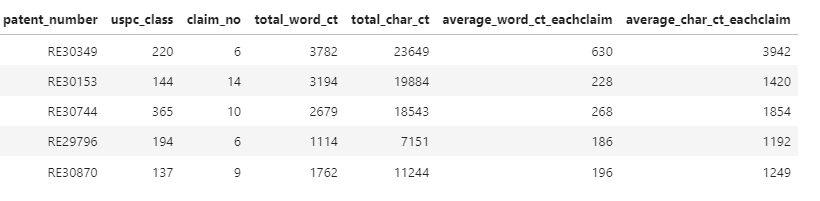 patent_number uspc_class claim_no total_word_ct total_char_ct average_word_ct_eachclaim average_char_ct_eachclaim
RE30349 220 6 3782 23649 630 3942
RE30153 144 14 3194 19884 228 1420
RE30744 365 10 2679 18543 268 1854
RE29796 194 6 1114 7151 186 1192
RE30870 137 9 1762 11244 196 1249